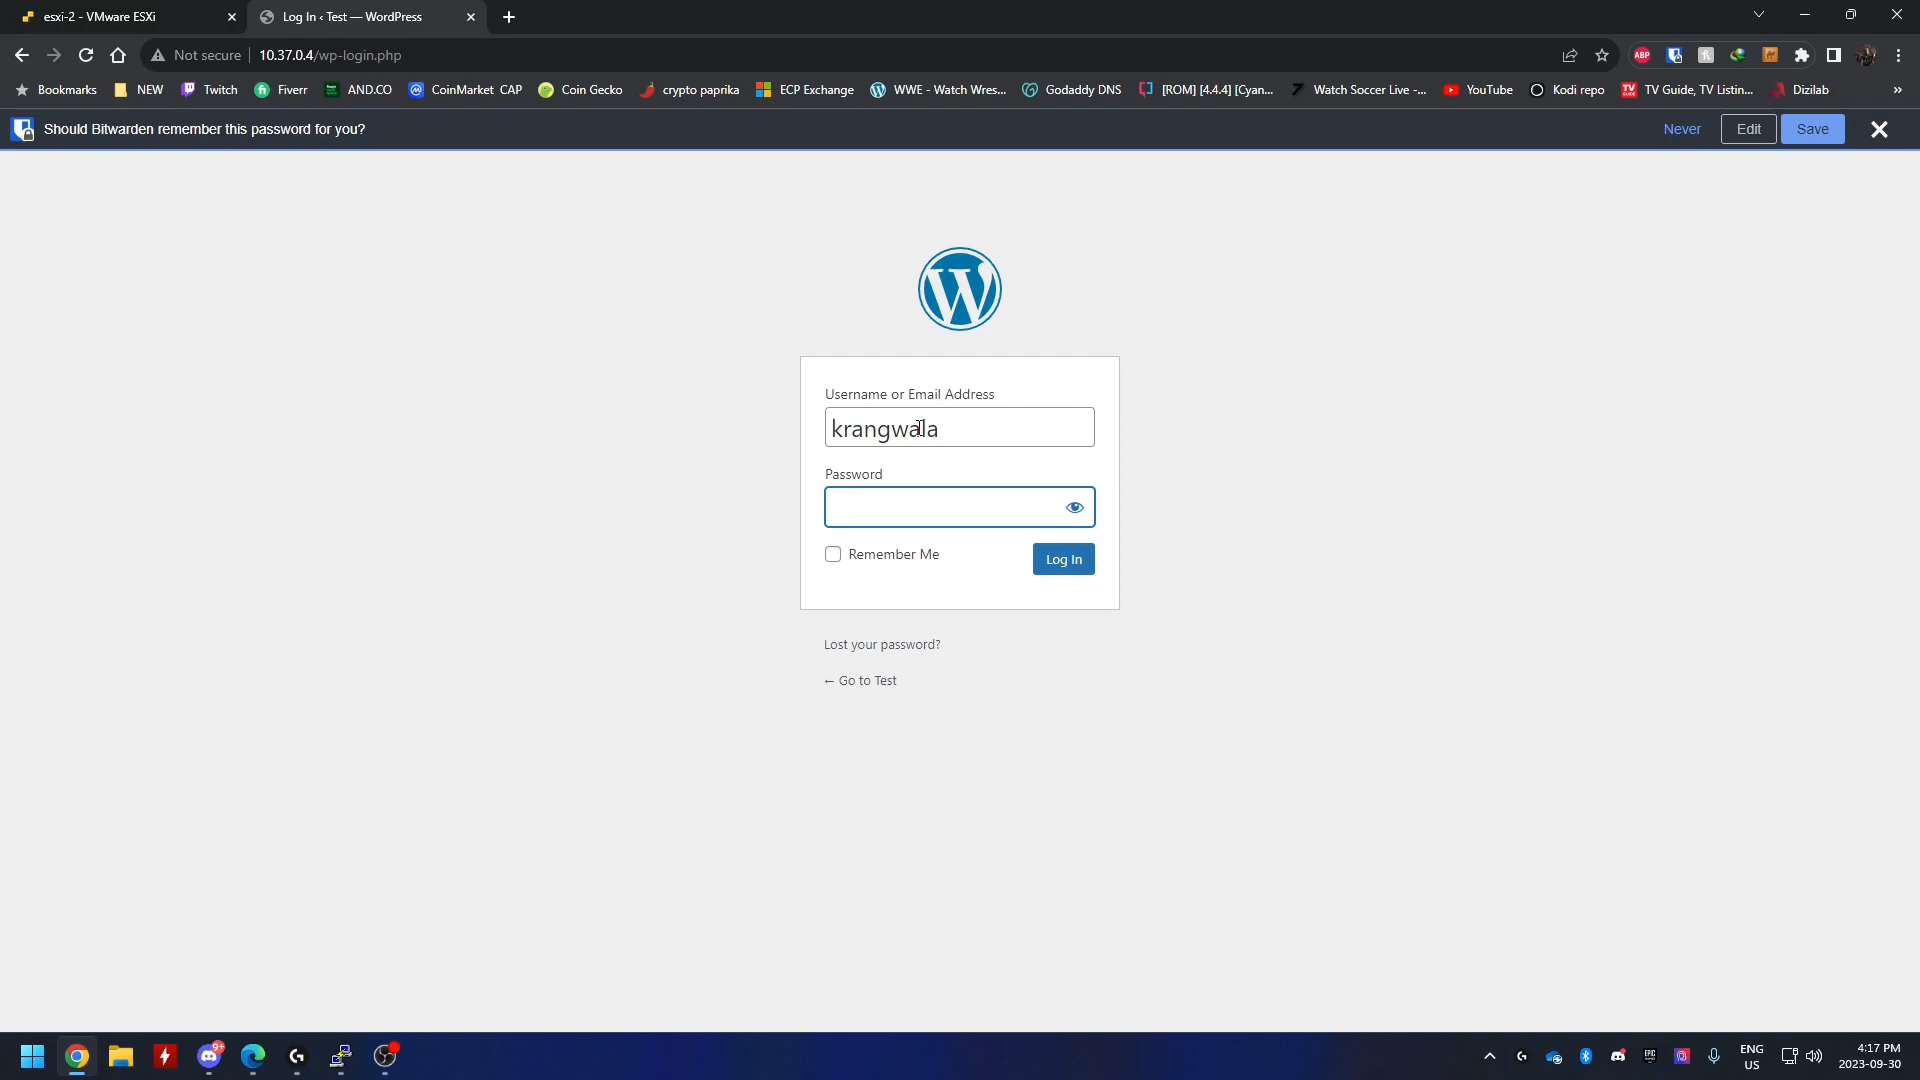 esxi-2 - VMware ESXi
Log In ‹ Test — WordPress
Not secure
10.37.0.4/wp-login.php
ABP
Bookmarks
NEW
Twitch
Fiverr
AND.CO
CoinMarket CAP
Coin Gecko
crypto paprika
ECP Exchange
WWE - Watch Wres...
Godaddy DNS
[ROM] [4.4.4] [Cyan...
Watch Soccer Live -...
YouTube
Kodi repo
TV Guide, TV Listin...
Dizilab
»
Should Bitwarden remember this password for you?
Never
Edit
Save
Username or Email Address
krangwala
Password
Remember Me
Log In
Lost your password?
← Go to Test
9+
ENG
US
4:17 PM
2023-09-30